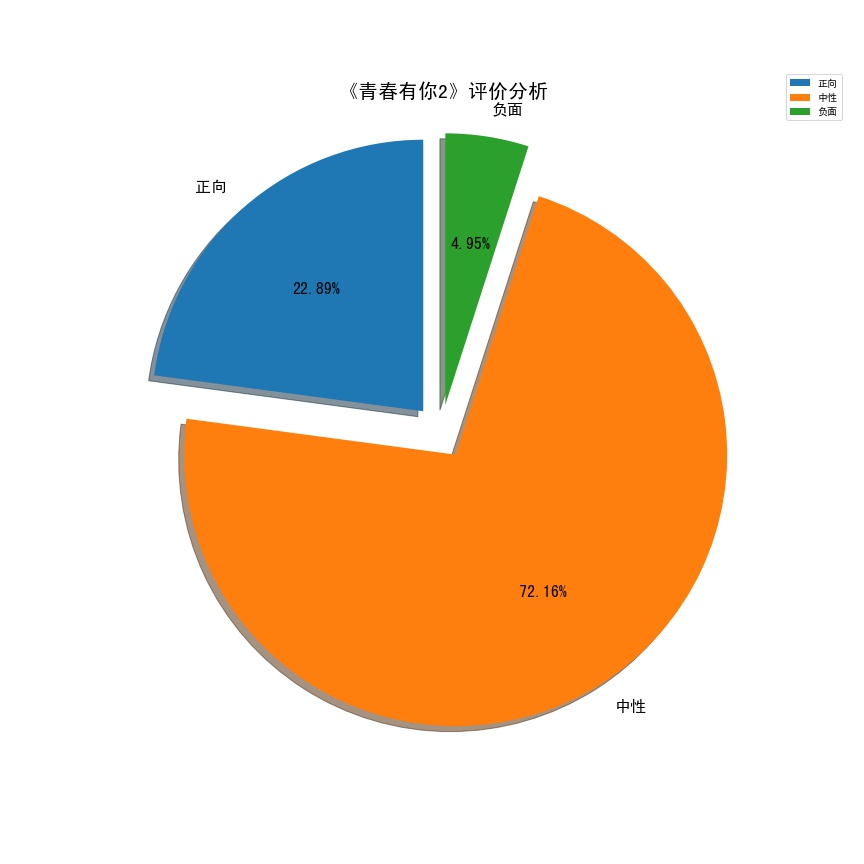 《青春有你2》评价分析
负面
正向
中性
负面
正向
4.95%
22.89%
72.16%
中性